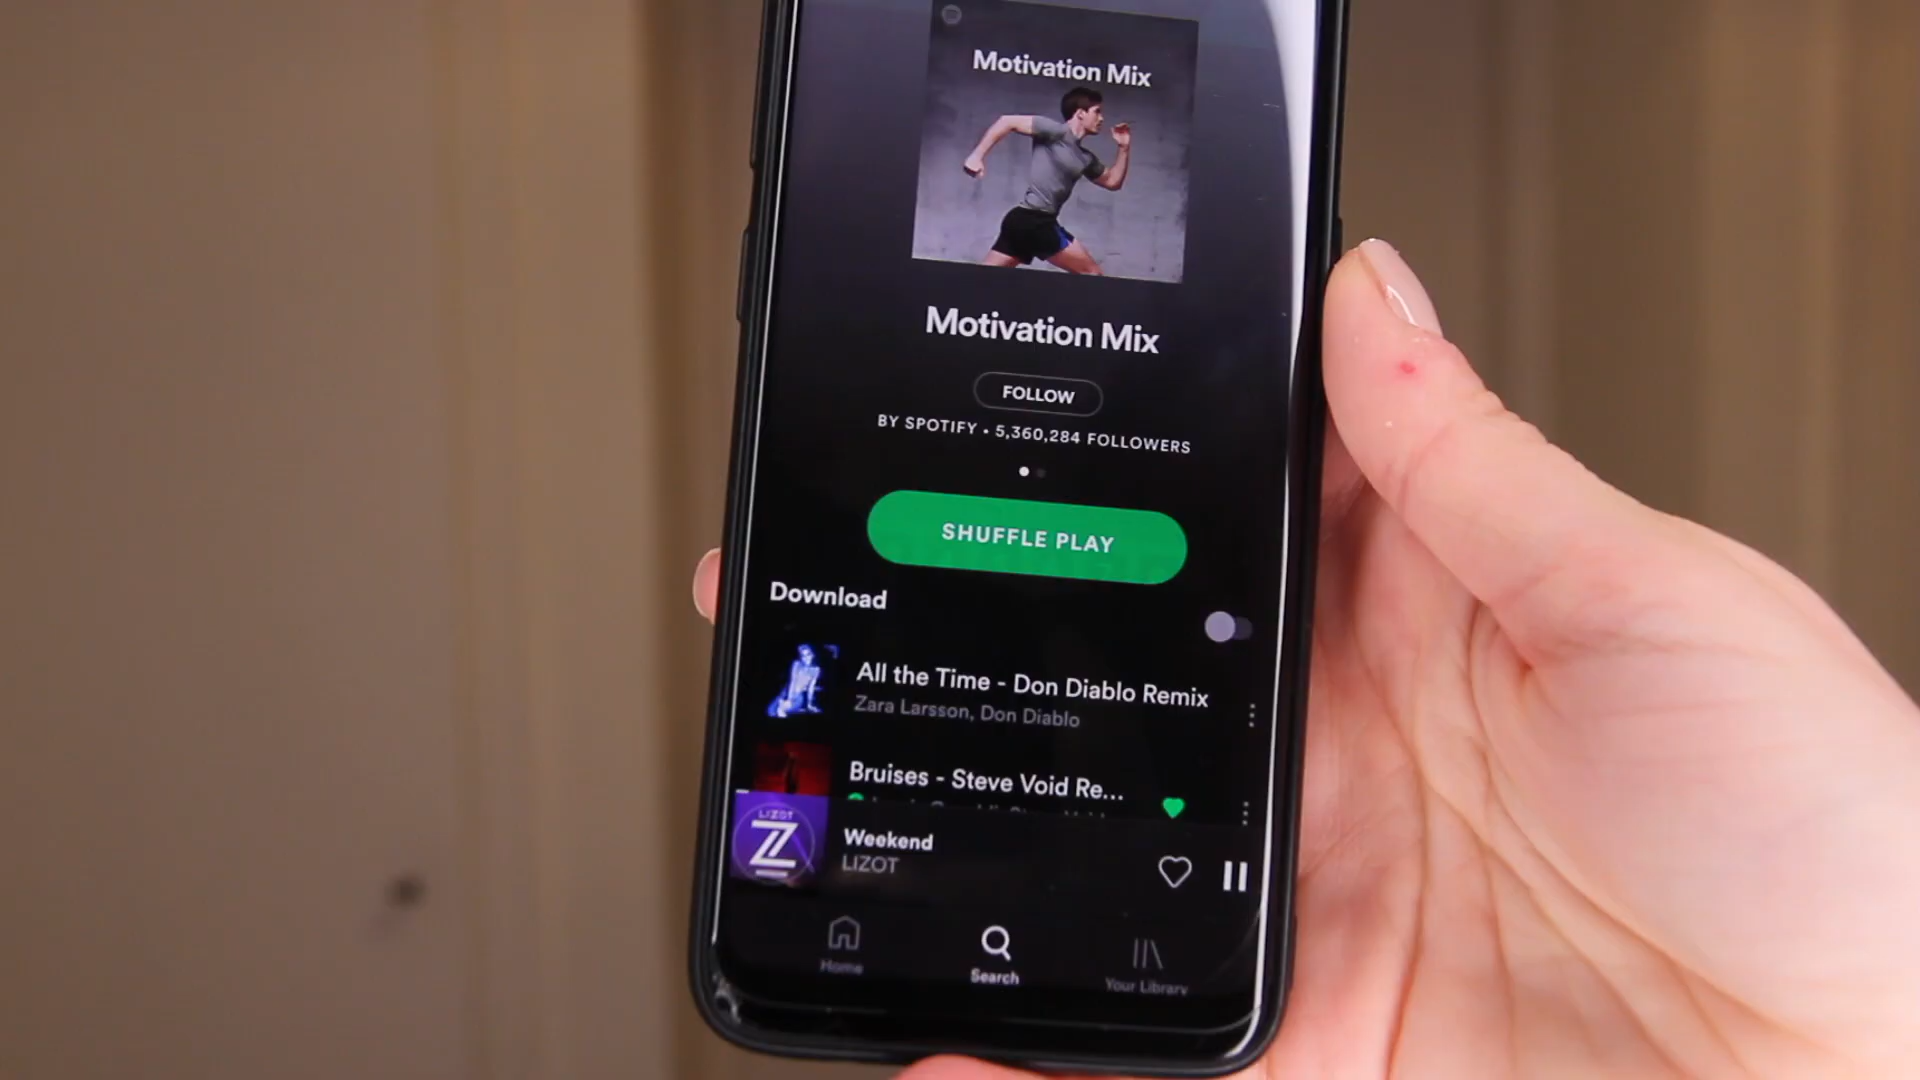 Motivation Mix
Motivation Mix
FOLLOW
BY SPOTIFY • 5,360,284 FOLLOWERS
SHUFFLE PLAY
Download
All the Time - Don Diablo Remix
Zara Larsson, Don Diablo
Bruises - Steve Void Re...
LIZOT
Z
Weekend
LIZOT
Home
Search
Your Library